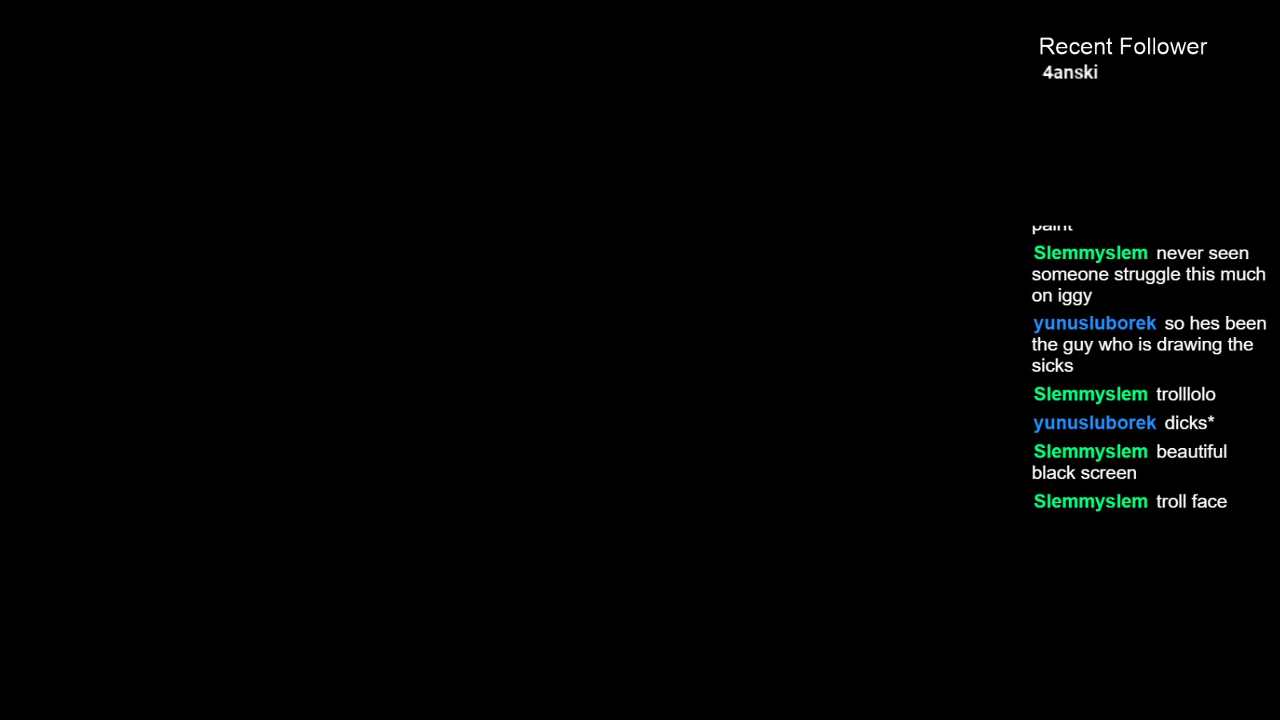 Recent Follower
4anski
paint
Slemmyslem never seen
someone struggle this much
on iggy
yunusluborek so hes been
the guy who is drawing the
sicks
Slemmyslem trolllolo
yunusluborek dicks*
Slemmyslem beautiful
black screen
Slemmyslem troll face